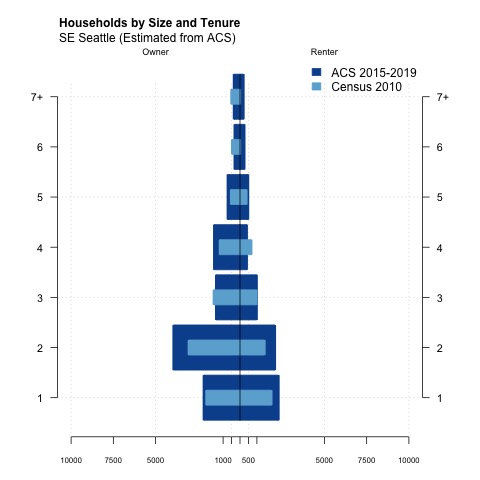 Households by Size and Tenure
SE Seattle (Estimated from ACS)
Owner
Renter
ACS 2015-2019
Census 2010
7+ 7+
6 6
5 5
4 4
3 3
2 2
1 1
10000 7500 5000 1000 500 5000 7500 10000